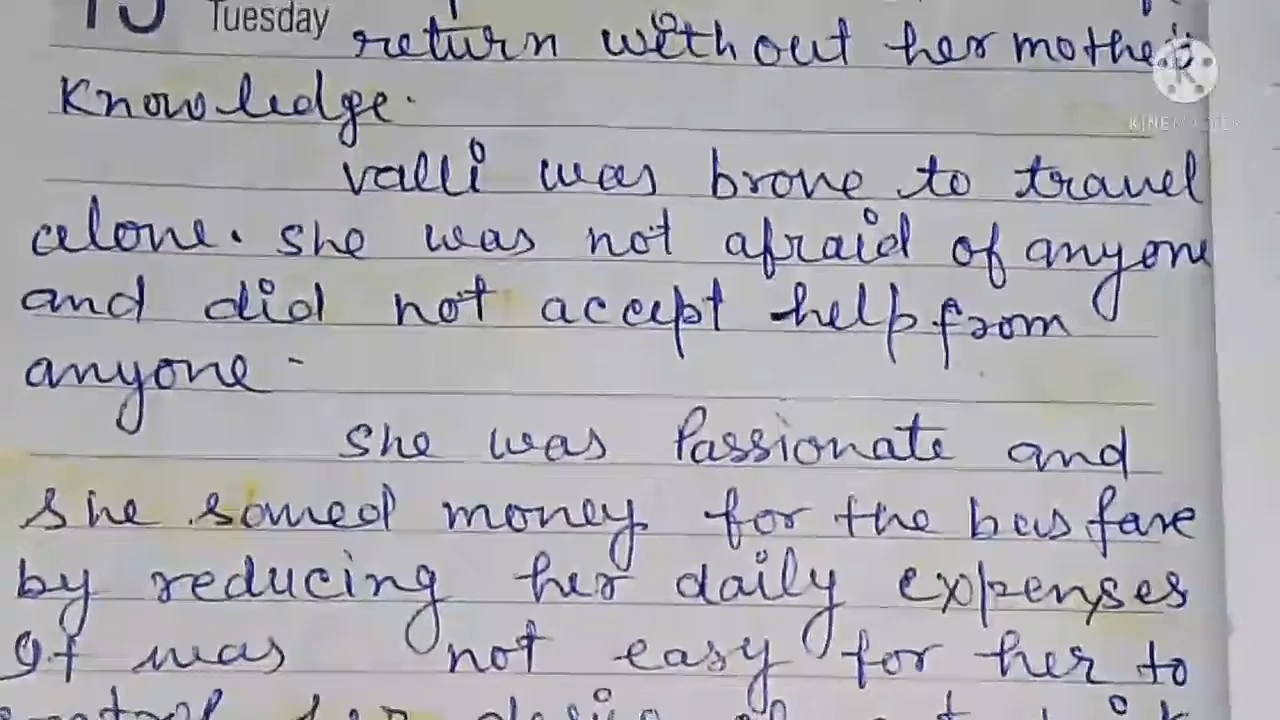 Tuesday
return without her mother's
Knowledge.
Valli was brave to travel
alone. She was not afraid of anyone
and did not accept help from
anyone -
She was Passionate and
she saved money for the bus fare
by reducing her daily expenses
It was not easy for her to
KINEMASTER